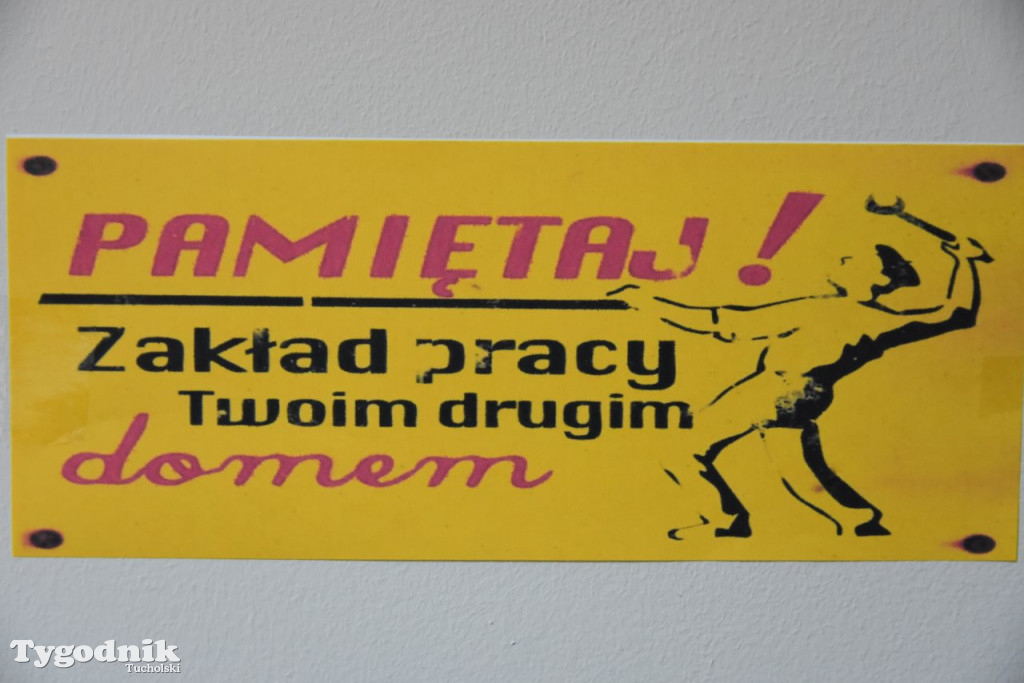 PAMIĘTAJ!
Zakład pracy
Twoim drugim
domem
Tygodnik
Tucholski